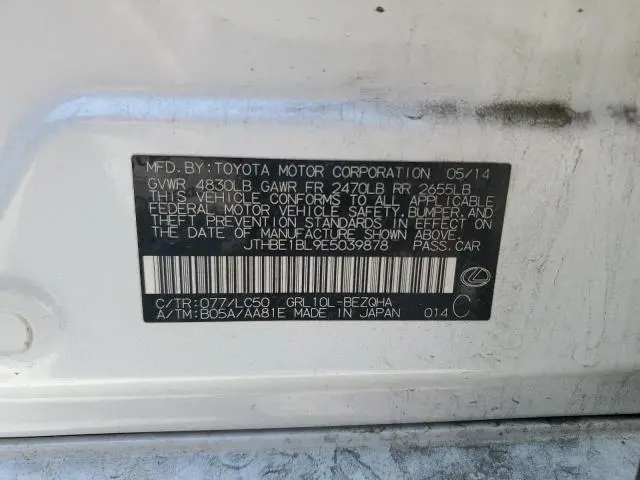 MFD.BY:TOYOTA MOTOR CORPORATION 05/14
GVWR 4830LB GAWR FR 2470LB RR 2655LB
THIS VEHICLE CONFORMS TO ALL APPLICABLE
FEDERAL MOTOR VEHICLE SAFETY,BUMPER,AND
THEFT PREVENTION STANDARDS IN EFFECT ON
THE DATE OF MANUFACTURE SHOWN ABOVE.
JTHBE1BL9E5039878 PASS.CAR
C/TR:077/LC50 GRL10L-BEZQHA
A/TM:B05A/AA81E MADE IN JAPAN 014 C